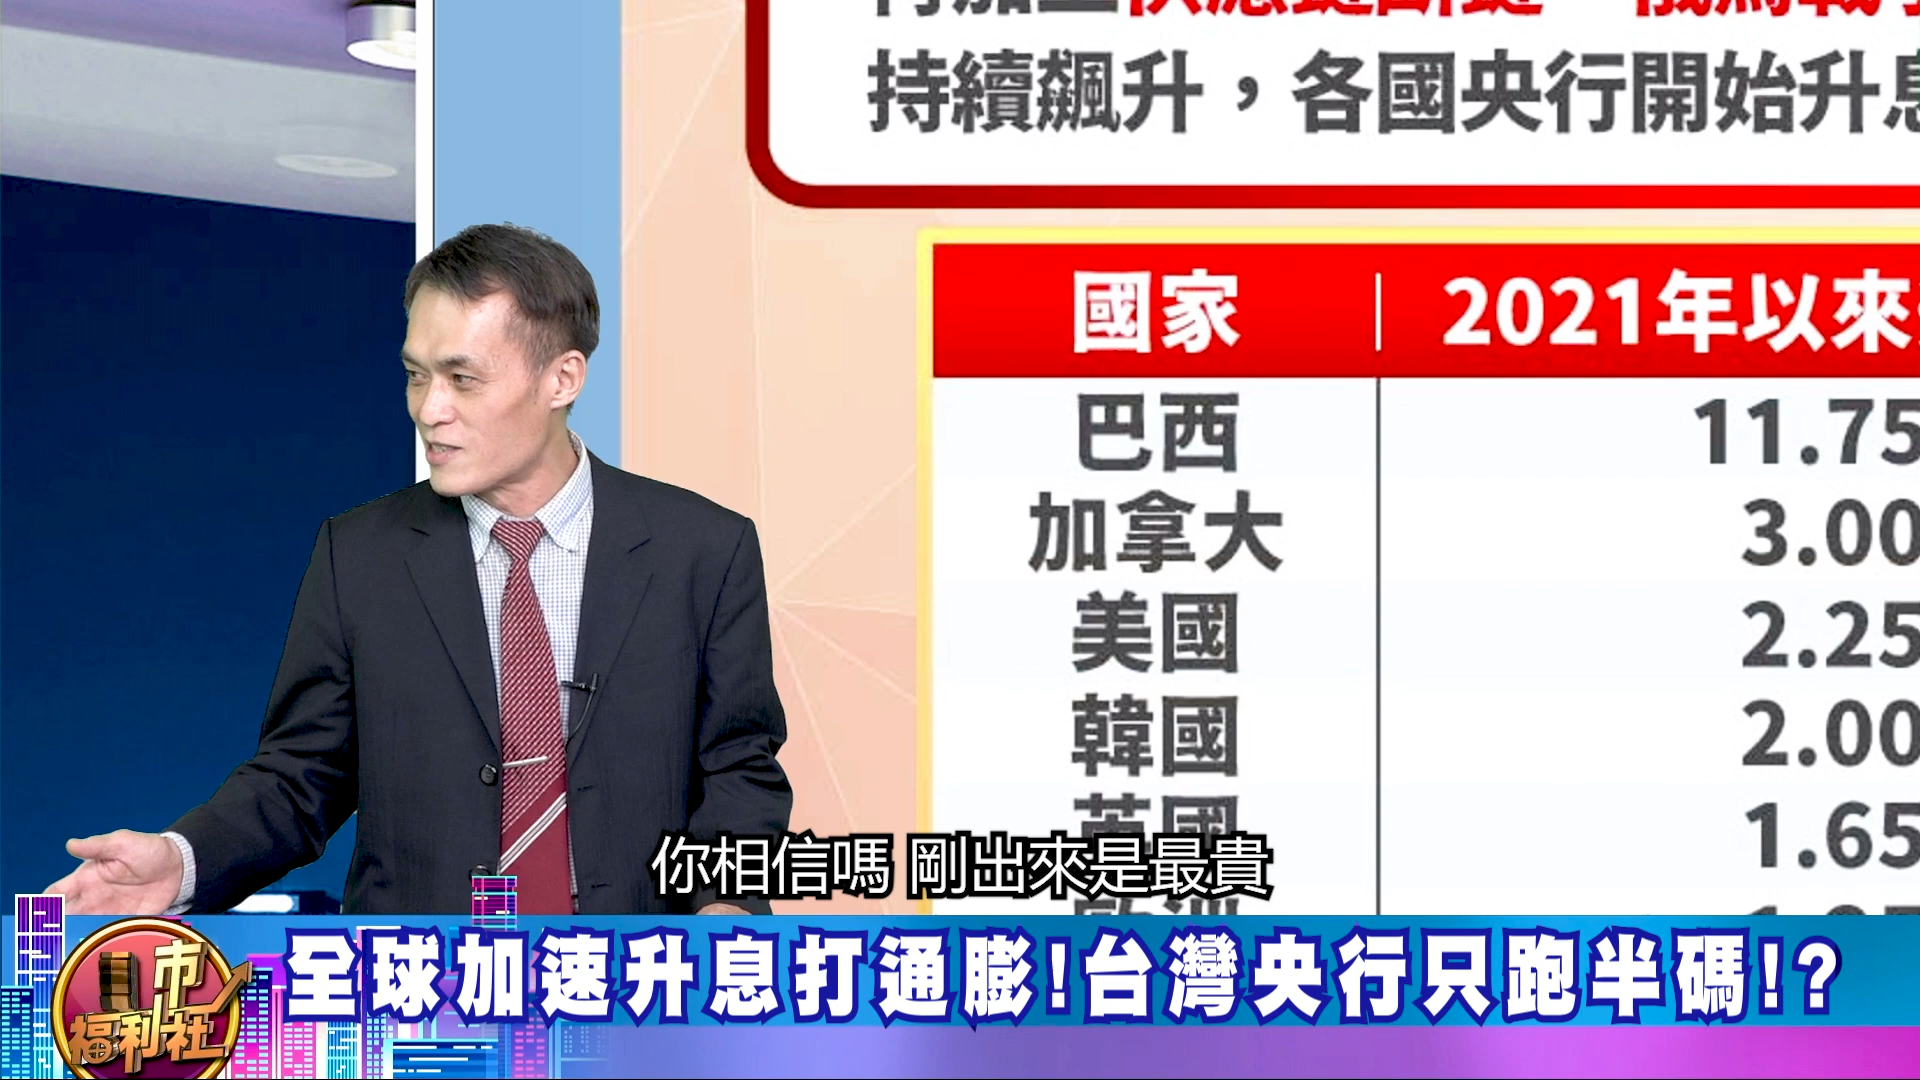 持續飆升，各國央行開始升息
國家
2021年以來
巴西
11.75
加拿大
3.00
美國
2.25
韓國
2.00
英國
1.65
你相信嗎 剛出來是最貴
全球加速升息打通膨!台灣央行只跑半碼!?
市
福利社